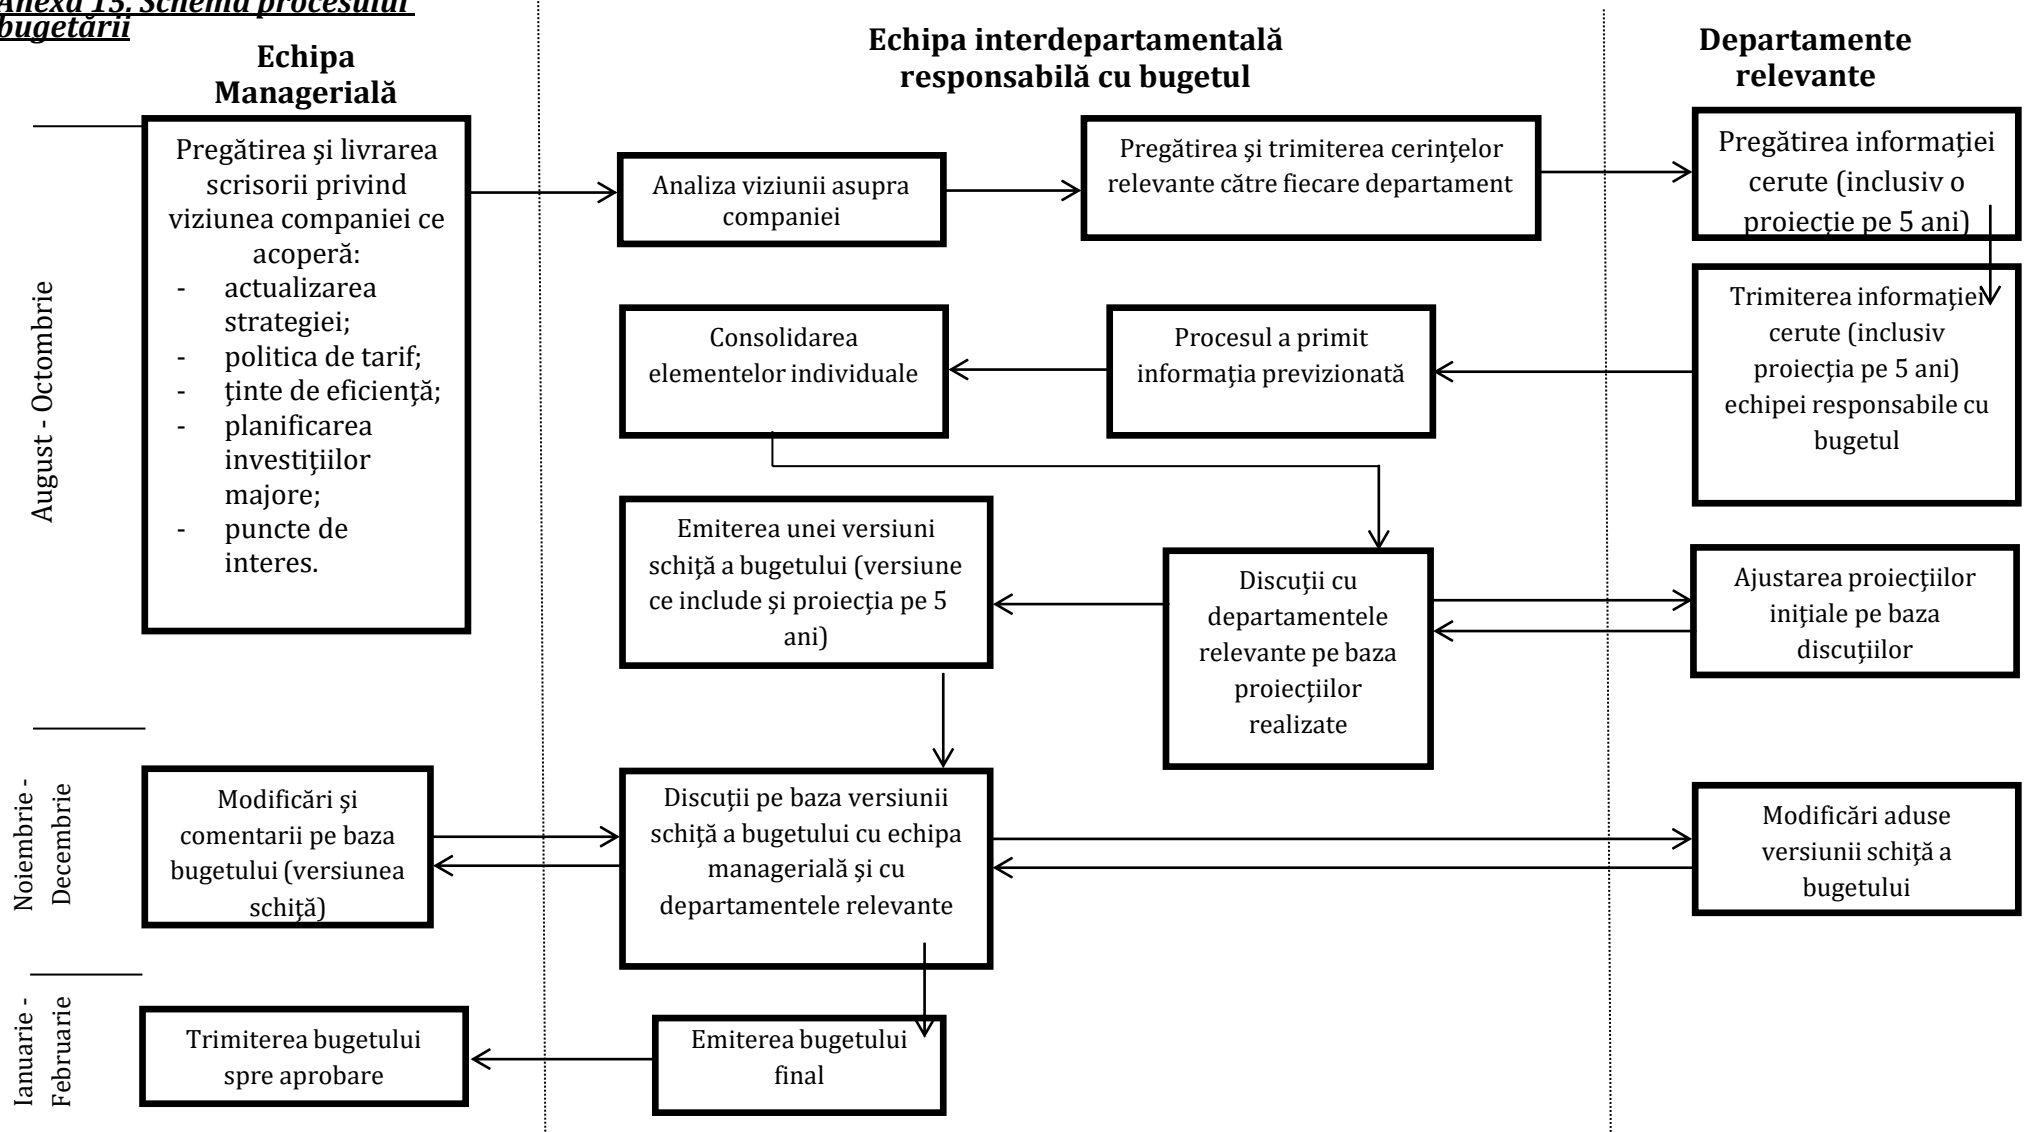 Anexa 15. Schema procesului
bugetării
Echipa
Managerială
Echipa interdepartamentală
responsabilă cu bugetul
Departamente
relevante
August - Octombrie
Pregătirea şi livrarea
scrisorii privind
viziunea companiei ce
acoperă:
- actualizarea
strategiei;
- politica de tarif;
- ţinte de eficienţă;
- planificarea
investiţiilor
majore;
- puncte de
interes.
Analiza viziunii asupra
companiei
Pregătirea şi trimiterea cerinţelor
relevante către fiecare departament
Pregătirea informaţiei
cerute (inclusiv o
proiecţie pe 5 ani)
Consolidarea
elementelor individuale
Procesul a primit
informaţia previzionată
Trimiterea informaţiei
cerute (inclusiv
proiecţia pe 5 ani)
echipei responsabile cu
bugetul
Emiterea unei versiuni
schiţă a bugetului (versiune
ce include şi proiecţia pe 5
ani)
Discuţii cu
departamentele
relevante pe baza
proiecţiilor
realizate
Ajustarea proiecţiilor
iniţiale pe baza
discuţiilor
Noiembrie -
Decembrie
Modificări şi
comentarii pe baza
bugetului (versiunea
schiţă)
Discuţii pe baza versiunii
schiţă a bugetului cu echipa
managerială şi cu
departamentele relevante
Modificări aduse
versiunii schiţă a
bugetului
Ianuarie -
Februarie
Trimiterea bugetului
spre aprobare
Emiterea bugetului
final